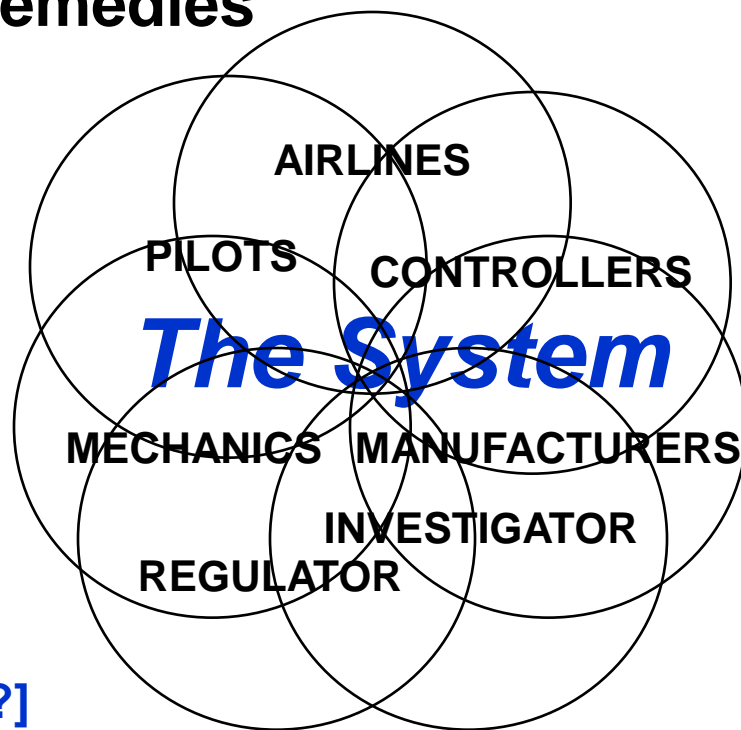 emedies
AIRLINES
PILOTS
CONTROLLERS
The System
MECHANICS
MANUFACTURERS
INVESTIGATOR
REGULATOR
?]